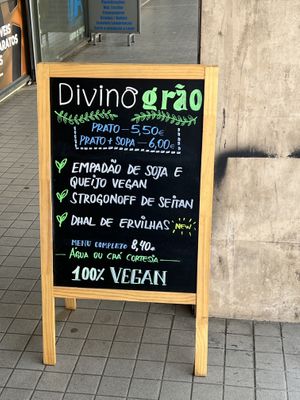 Divino grão
PRATO — 5,50€
PRATO + SOPA — 6,00€
EMPADÃO DE SOJA E
QUEIJO VEGAN
STROGONOFF DE SEITAN
DHAL DE ERVILHAS NEW
MENU COMPLETO 8,40€
ÁGUA OU CHÁ CORTESIA
100% VEGAN